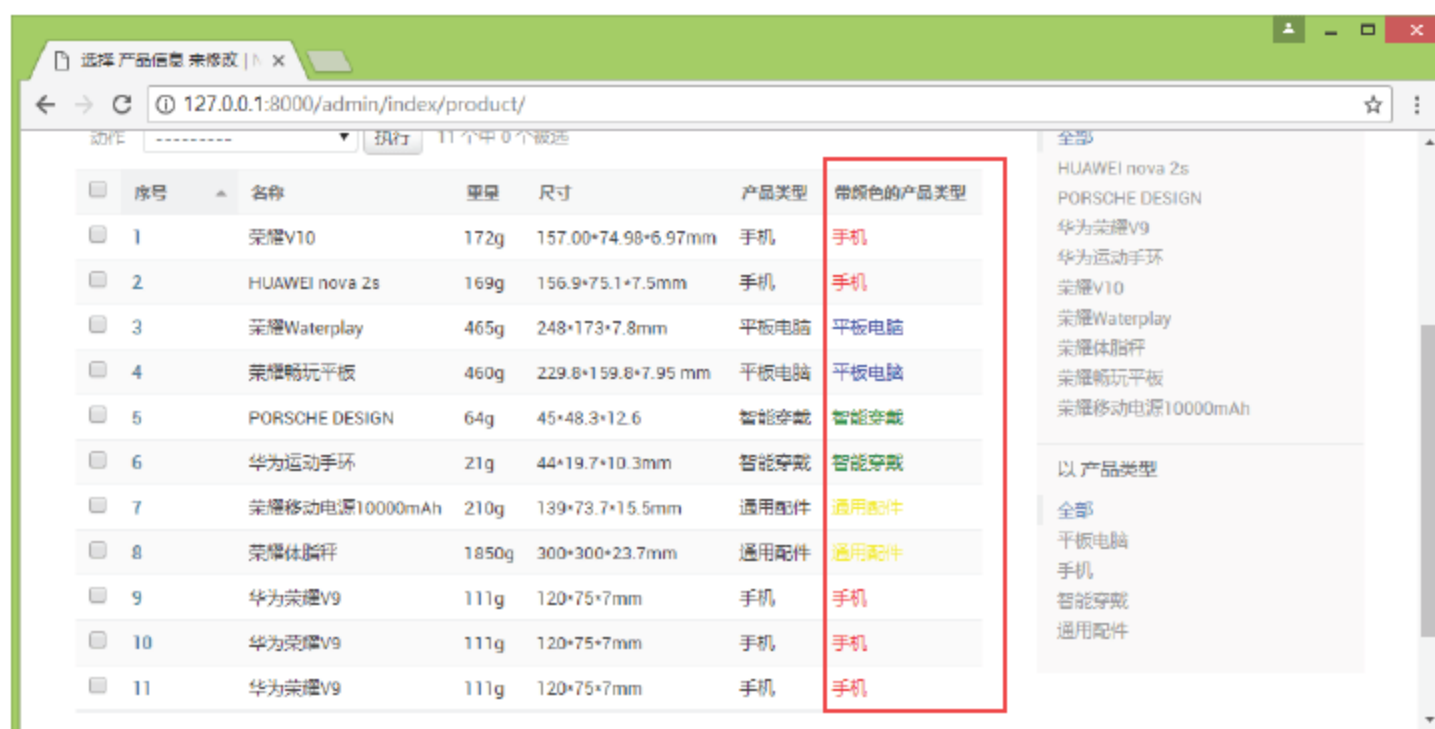 选择 产品信息 来修改 | N
127.0.0.1:8000/admin/index/product/
动作 --------- 执行 11 个中 0 个被选
序号 名称 重量 尺寸 产品类型 带颜色的产品类型
1 荣耀V10 172g 157.00*74.98*6.97mm 手机 手机
2 HUAWEI nova 2s 169g 156.9*75.1*7.5mm 手机 手机
3 荣耀Waterplay 465g 248*173*7.8mm 平板电脑 平板电脑
4 荣耀畅玩平板 460g 229.8*159.8*7.95 mm 平板电脑 平板电脑
5 PORSCHE DESIGN 64g 45*48.3*12.6 智能穿戴 智能穿戴
6 华为运动手环 21g 44*19.7*10.3mm 智能穿戴 智能穿戴
7 荣耀移动电源10000mAh 210g 139*73.7*15.5mm 通用配件 通用配件
8 荣耀体脂秤 1850g 300*300*23.7mm 通用配件 通用配件
9 华为荣耀V9 111g 120*75*7mm 手机 手机
10 华为荣耀V9 111g 120*75*7mm 手机 手机
11 华为荣耀V9 111g 120*75*7mm 手机 手机
全部
HUAWEI nova 2s
PORSCHE DESIGN
华为荣耀V9
华为运动手环
荣耀V10
荣耀Waterplay
荣耀体脂秤
荣耀畅玩平板
荣耀移动电源10000mAh
以 产品类型
全部
平板电脑
手机
智能穿戴
通用配件